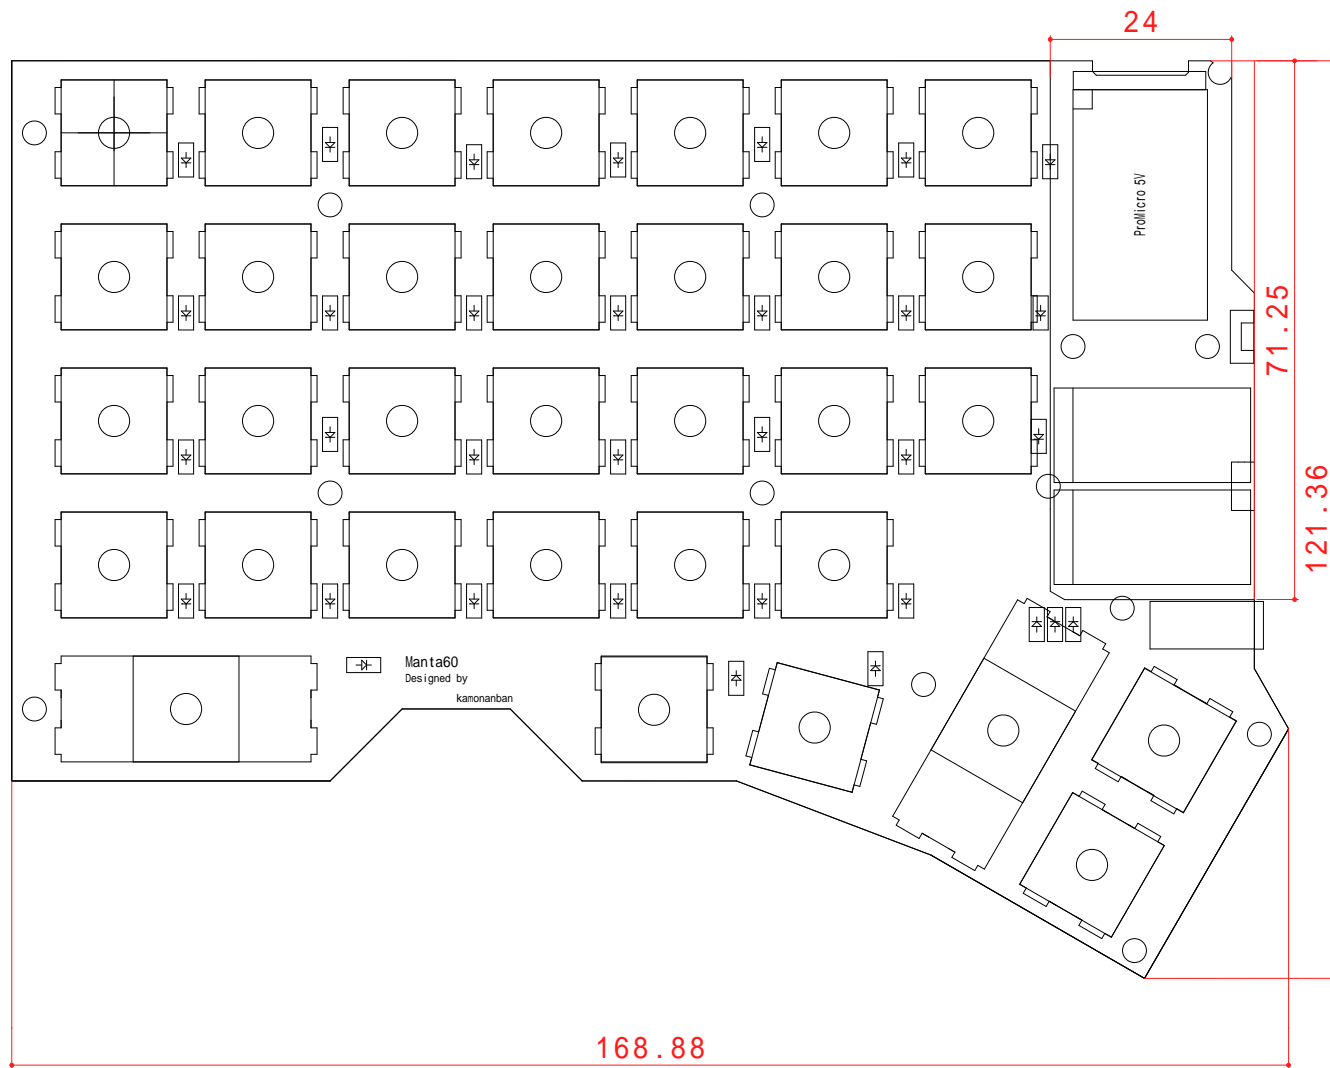 24
ProMicro 5V
71.25
121.36
Manta60
Designed by
kamonanban
168.88